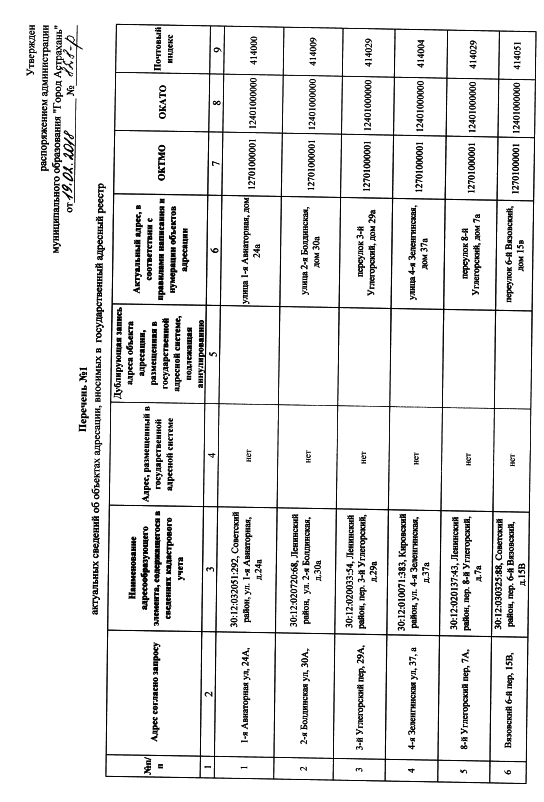 Утвержден
распоряжением администрации
муниципального образования "Город Астрахань"
от 19.02.2018 № 858-р
Перечень №1
актуальных сведений об объектах адресации, вносимых в государственный адресный реестр
№п/п
Адрес согласно запросу
Наименование адресообразующего элемента, содержащегося в сведениях кадастрового учета
Адрес, размещенный в государственной адресной системе
Дублирующая запись адреса объекта адресации, размещенная в государственной адресной системе, подлежащая аннулированию
Актуальный адрес, в соответствии с правилами написания и нумерации объектов адресации
ОКТМО
ОКАТО
Почтовый индекс
1 2 3 4 5 6 7 8 9
1 1-я Авиаторная ул, 24А, 30:12:032051:292, Советский район, ул. 1-я Авиаторная, д.24а нет улица 1-я Авиаторная, дом 24а 12701000001 12401000000 414000
2 2-я Болдинская ул, 30А, 30:12:020720:68, Ленинский район, ул. 2-я Болдинская, д.30а нет улица 2-я Болдинская, дом 30а 12701000001 12401000000 414009
3 3-й Углегорский пер, 29А, 30:12:020033:54, Ленинский район, пер. 3-й Углегорский, д.29а нет переулок 3-й Углегорский, дом 29а 12701000001 12401000000 414029
4 4-я Зеленгинская ул, 37, а 30:12:010071:383, Кировский район, ул. 4-я Зеленгинская, д.37а нет улица 4-я Зеленгинская, дом 37а 12701000001 12401000000 414004
5 8-й Углегорский пер, 7А, 30:12:020137:43, Ленинский район, пер. 8-й Углегорский, д.7а нет переулок 8-й Углегорский, дом 7а 12701000001 12401000000 414029
6 Вязовский 6-й пер, 15В, 30:12:030325:88, Советский район, пер. 6-й Вязовский, д.15В нет переулок 6-й Вязовский, дом 15в 12701000001 12401000000 414051